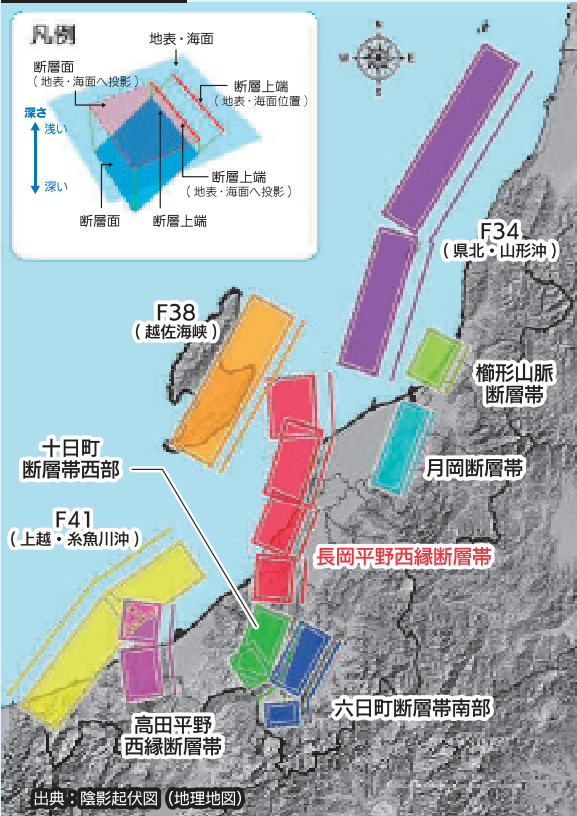 凡例
地表・海面
断層面
（地表・海面へ投影）
断層上端
（地表・海面位置）
深さ
浅い
深い
断層上端
（地表・海面へ投影）
断層面
断層上端
N
W
E
S
F34
（県北・山形沖）
F38
（越佐海峡）
櫛形山脈
断層帯
十日町
断層帯西部
月岡断層帯
F41
（上越・糸魚川沖）
長岡平野西縁断層帯
六日町断層帯南部
高田平野
西縁断層帯
出典：陰影起伏図（地理地図）